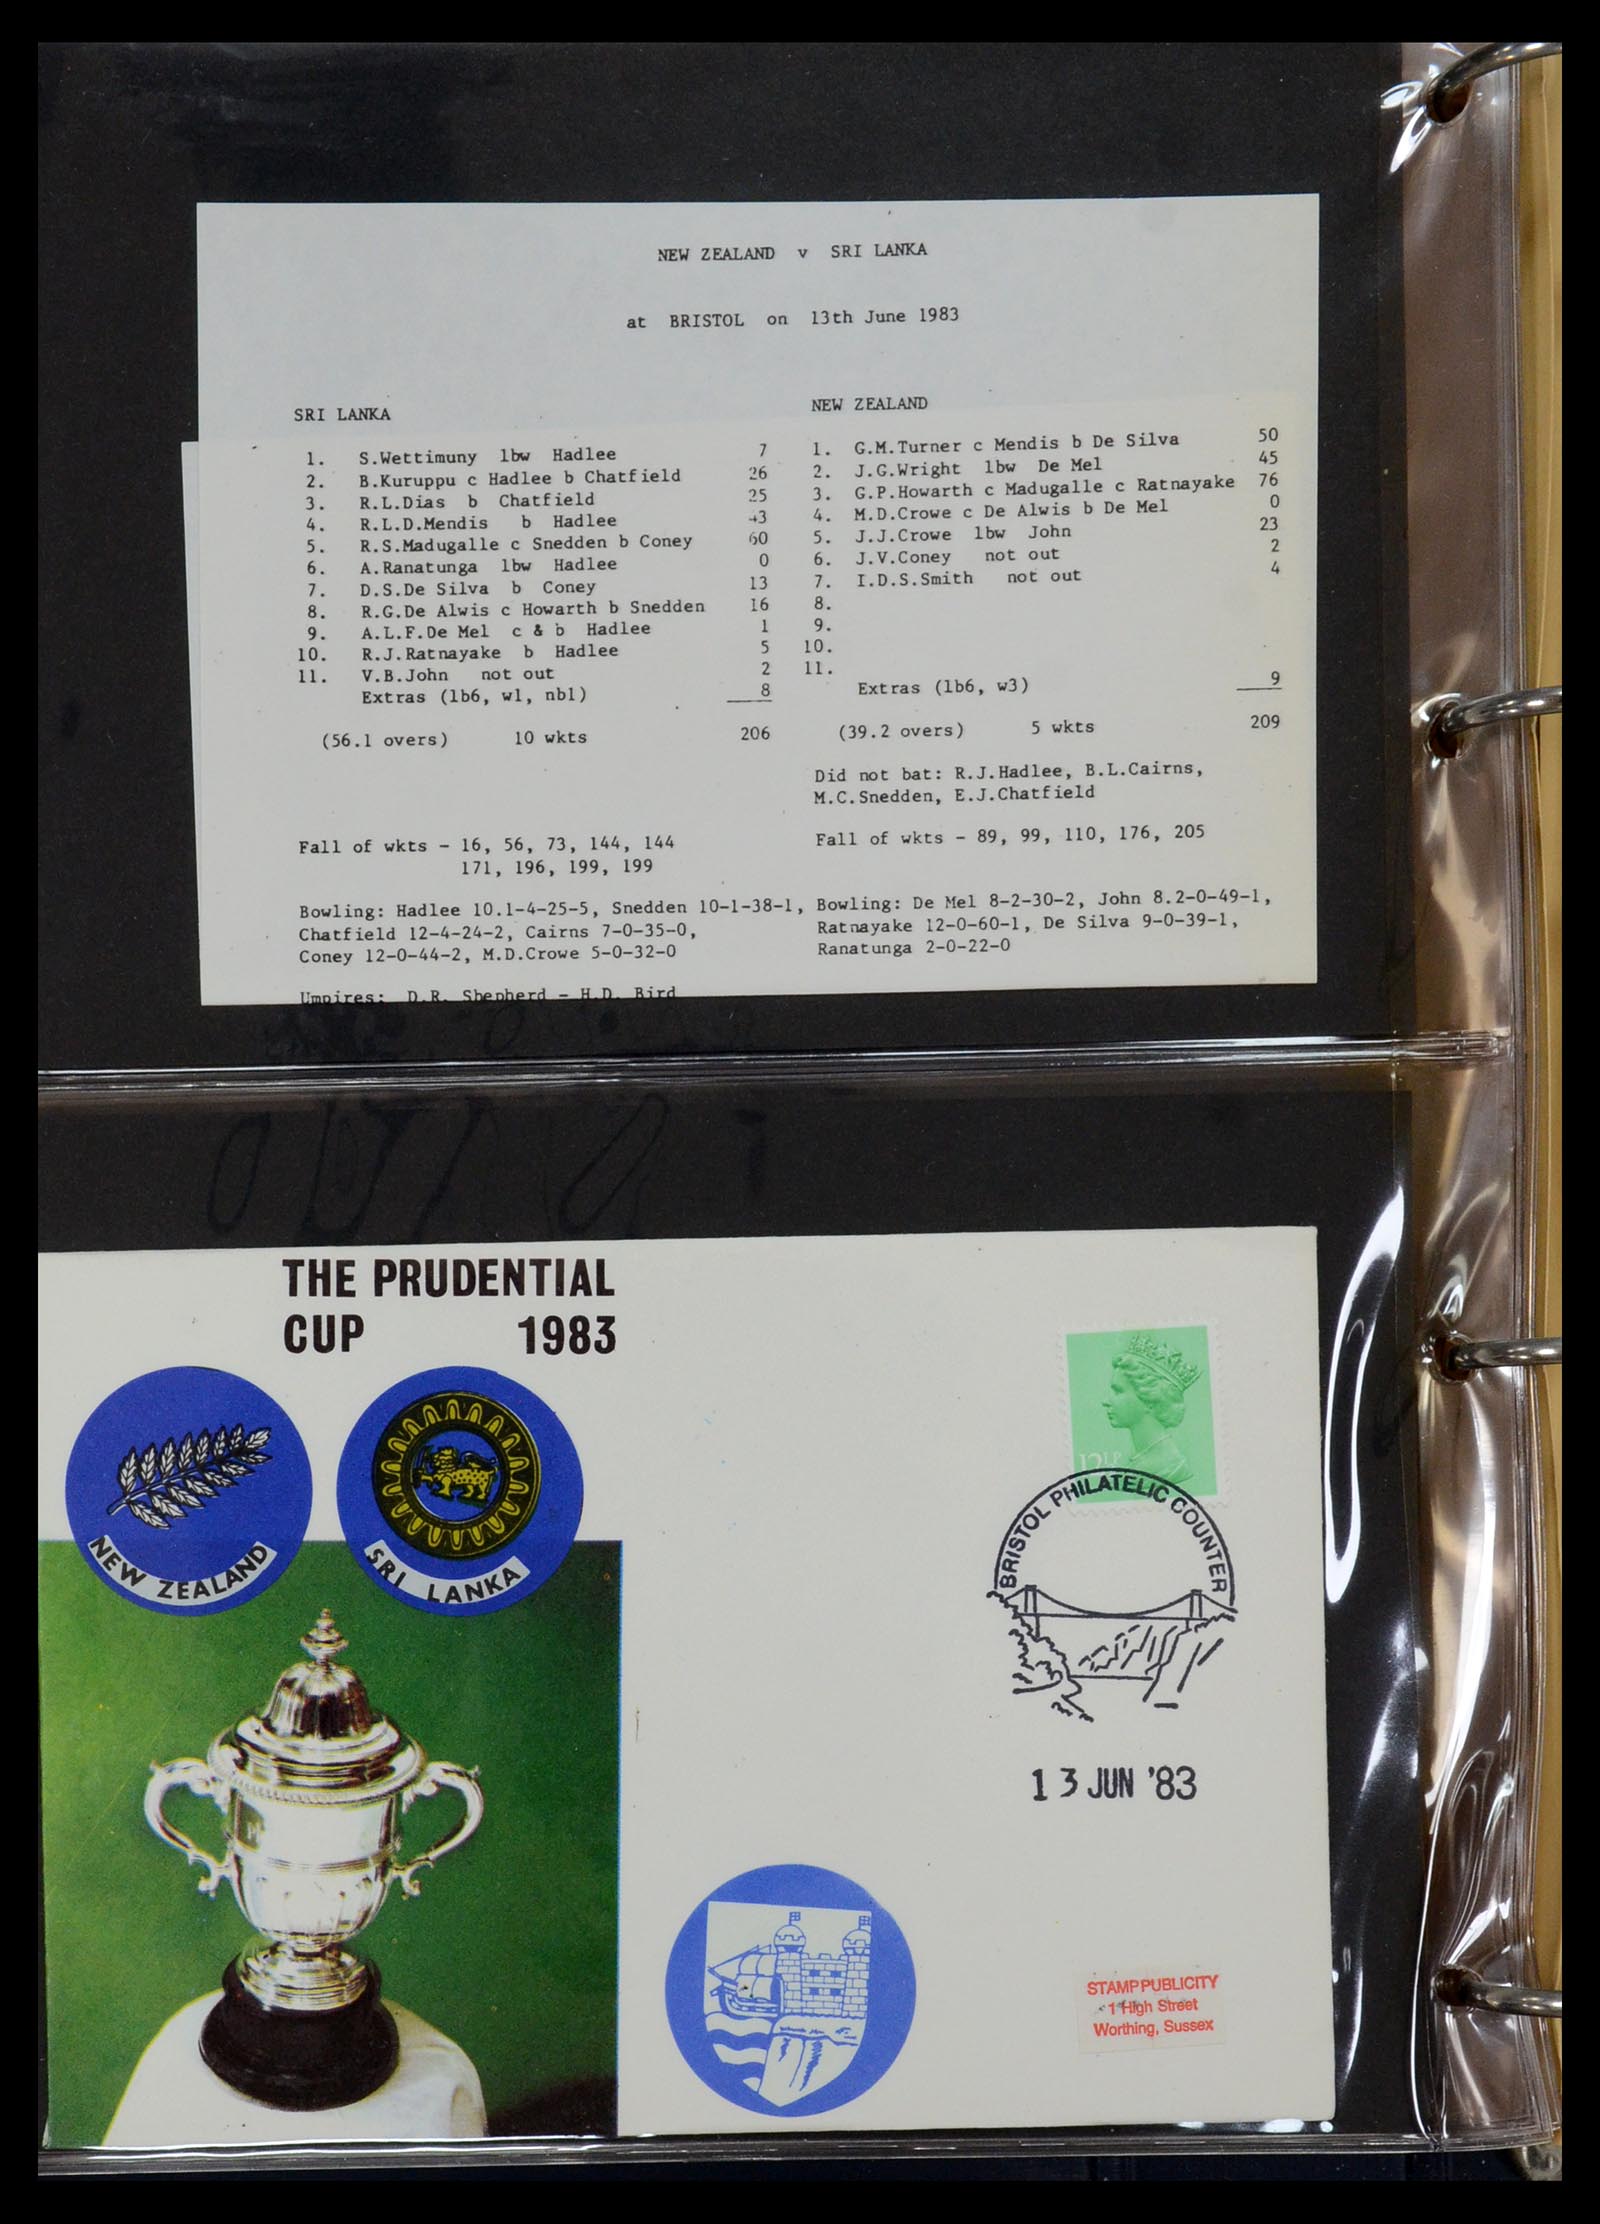 NEW ZEALAND v SRI LANKA
at BRISTOL on 13th June 1983
SRI LANKA
1. S.Wettimuny lbw Hadlee 7
2. B.Kuruppu c Hadlee b Chatfield 26
3. R.L.Dias b Chatfield 25
4. R.L.D.Mendis b Hadlee 43
5. R.S.Madugalle c Snedden b Coney 60
6. A.Ranatunga lbw Hadlee 0
7. D.S.De Silva b Coney 13
8. R.G.De Alwis c Howarth b Snedden 16
9. A.L.F.De Mel c & b Hadlee 1
10. R.J.Ratnayake b Hadlee 5
11. V.B.John not out 2
Extras (lb6, w1, nb1) 8
(56.1 overs) 10 wkts 206
Fall of wkts - 16, 56, 73, 144, 144
171, 196, 199, 199
Bowling: Hadlee 10.1-4-25-5, Snedden 10-1-38-1,
Chatfield 12-4-24-2, Cairns 7-0-35-0,
Coney 12-0-44-2, M.D.Crowe 5-0-32-0
Umpires: D.R. Shepherd - H.D. Bird
NEW ZEALAND
1. G.M.Turner c Mendis b De Silva 50
2. J.G.Wright lbw De Mel 45
3. G.P.Howarth c Madugalle c Ratnayake 76
4. M.D.Crowe c De Alwis b De Mel 0
5. J.J.Crowe lbw John 23
6. J.V.Coney not out 2
7. I.D.S.Smith not out 4
8.
9.
10.
11.
Extras (lb6, w3) 9
(39.2 overs) 5 wkts 209
Did not bat: R.J.Hadlee, B.L.Cairns,
M.C.Snedden, E.J.Chatfield
Fall of wkts - 89, 99, 110, 176, 205
Bowling: De Mel 8-2-30-2, John 8.2-0-49-1,
Ratnayake 12-0-60-1, De Silva 9-0-39-1,
Ranatunga 2-0-22-0
THE PRUDENTIAL
CUP 1983
NEW ZEALAND
SRI LANKA
12½P
BRISTOL PHILATELIC COUNTER
13 JUN '83
STAMP PUBLICITY
1 High Street
Worthing, Sussex